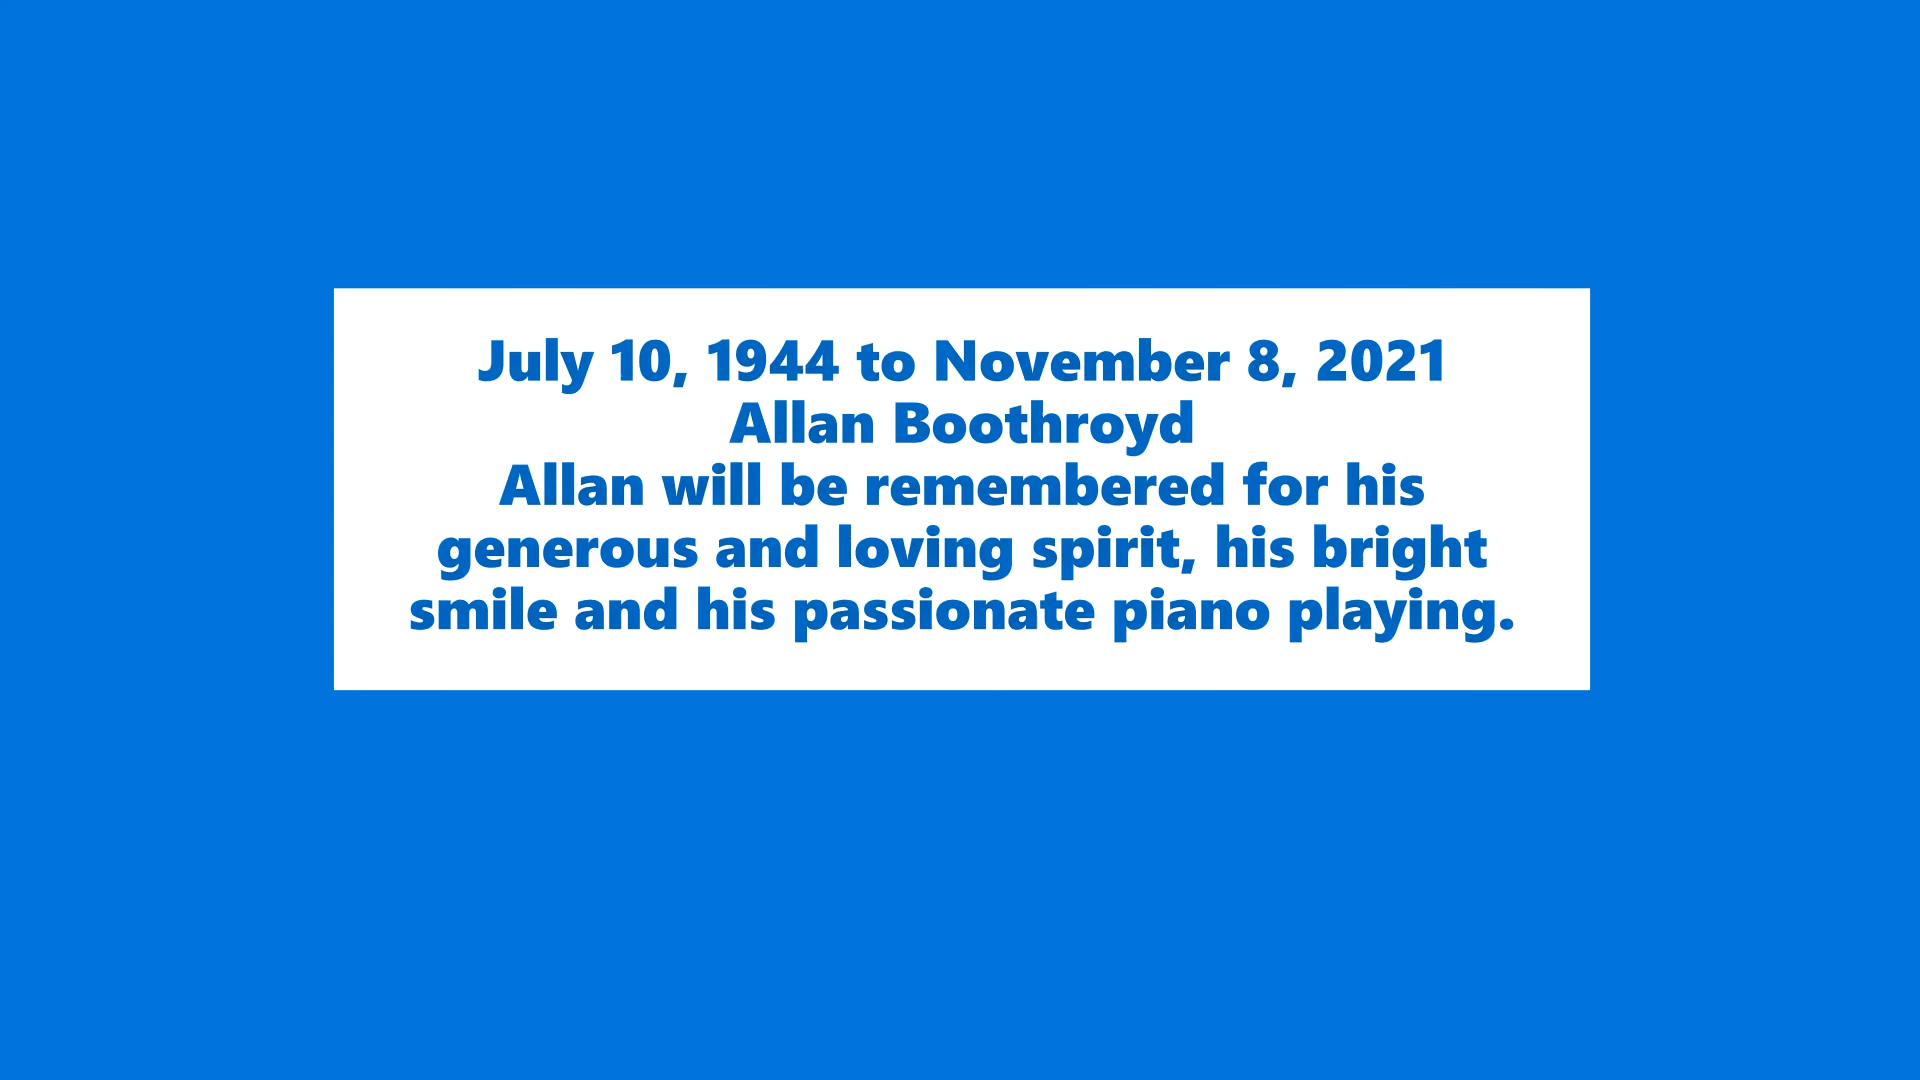 July 10, 1944 to November 8, 2021
Allan Boothroyd
Allan will be remembered for his
generous and loving spirit, his bright
smile and his passionate piano playing.